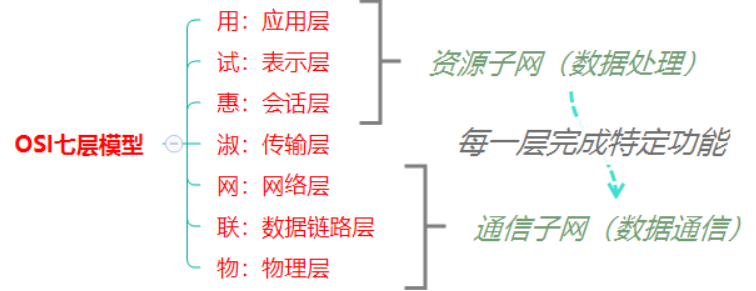 用：应用层
试：表示层
惠：会话层
淑：传输层
网：网络层
联：数据链路层
物：物理层
OSI七层模型
资源子网（数据处理）
每一层完成特定功能
通信子网（数据通信）